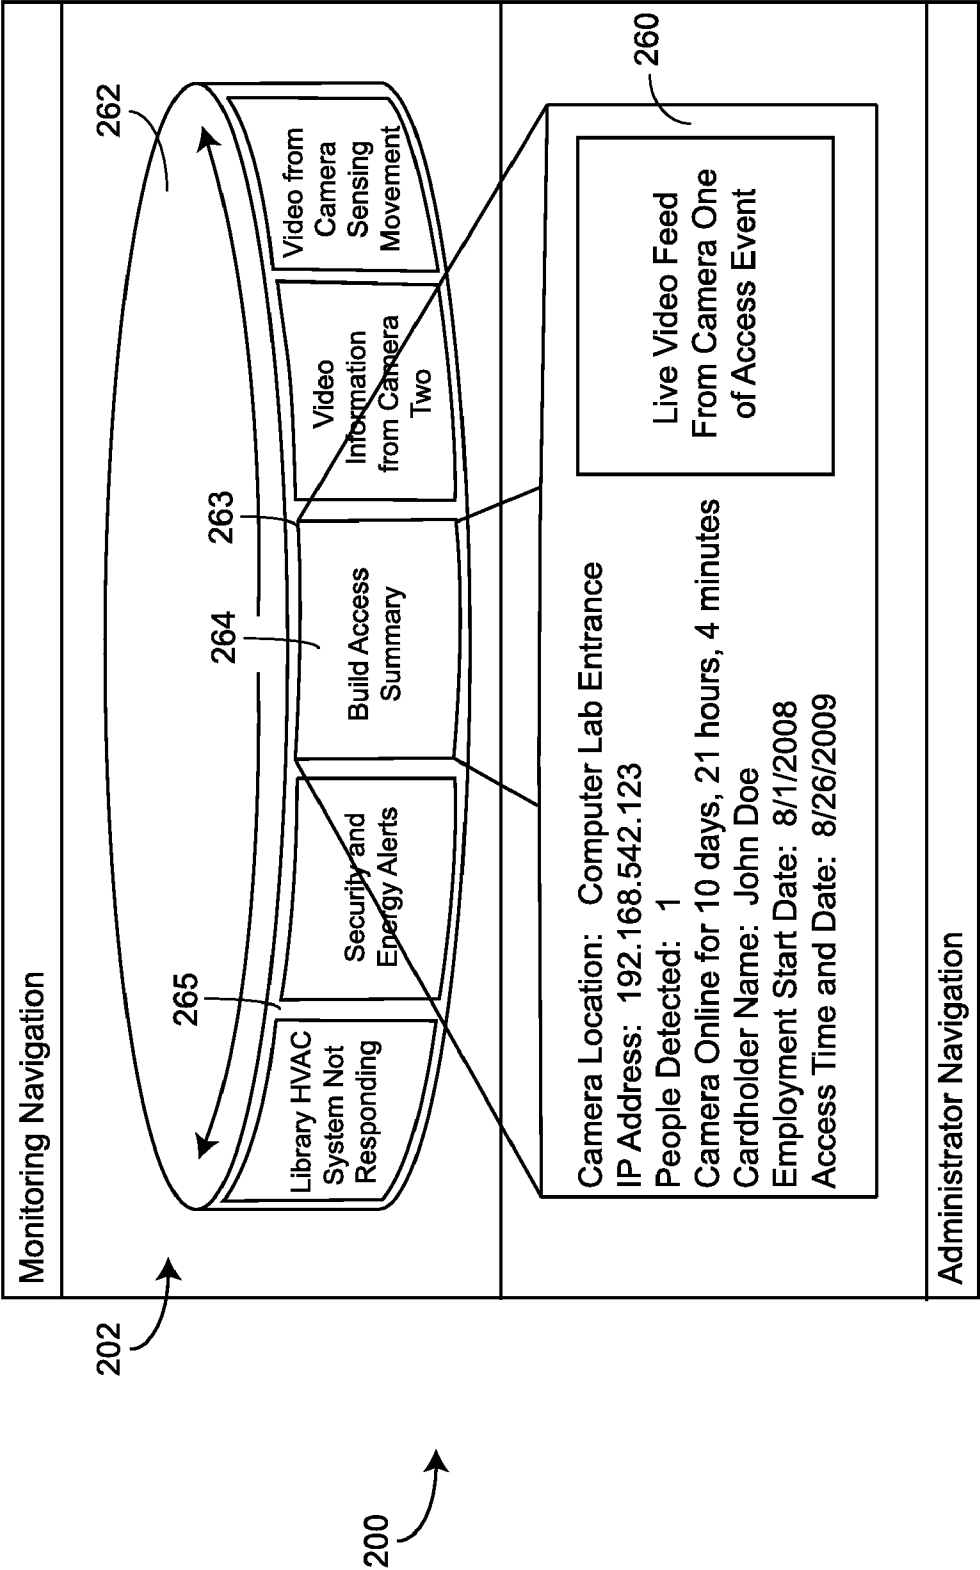 Monitoring Navigation
202
262
Library HVAC
System Not
Responding
265
Security and
Energy Alerts
264
263
Build Access
Summary
Video
Information
from Camera
Two
Video from
Camera
Sensing
Movement
260
Camera Location: Computer Lab Entrance
IP Address: 192.168.542.123
People Detected: 1
Camera Online for 10 days, 21 hours, 4 minutes
Cardholder Name: John Doe
Employment Start Date: 8/1/2008
Access Time and Date: 8/26/2009
Live Video Feed
From Camera One
of Access Event
Administrator Navigation
200